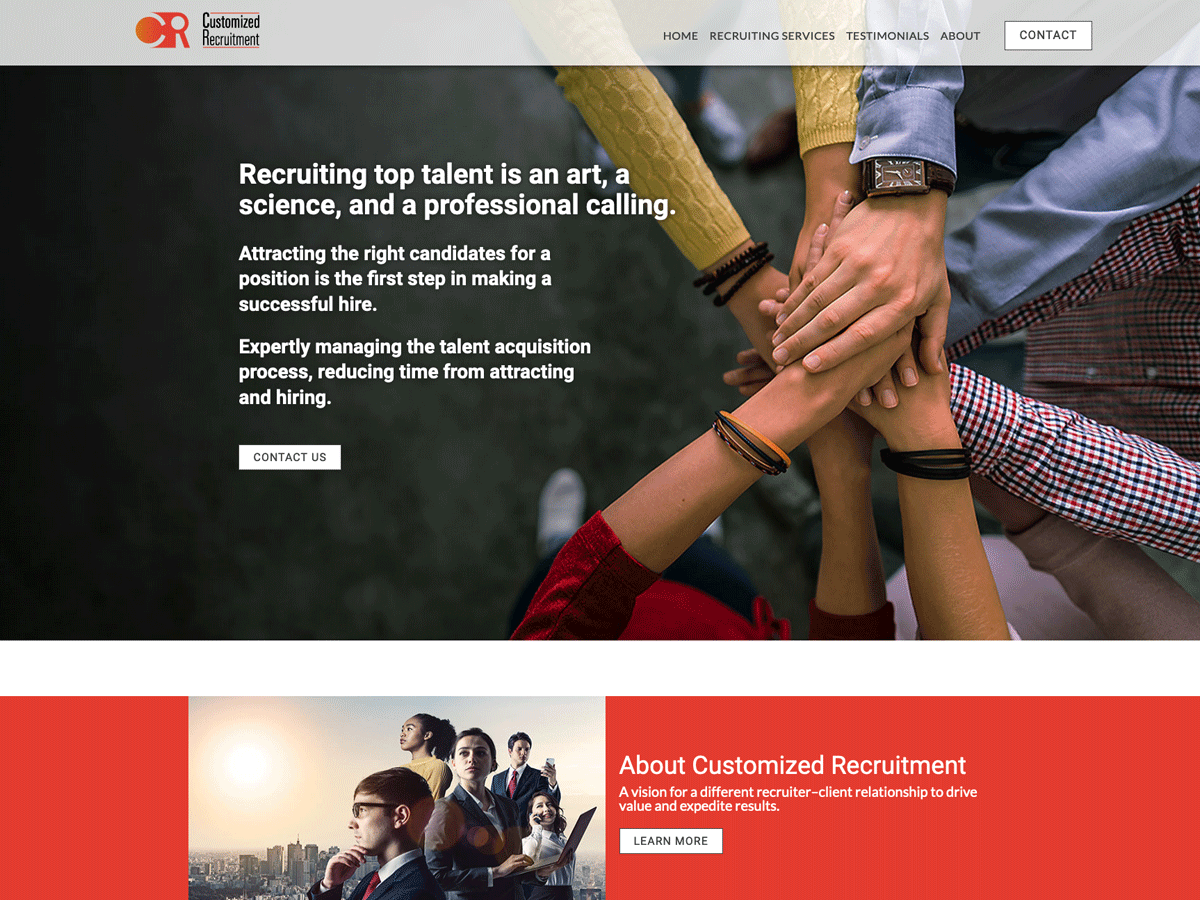 CR Customized
Recruitment
HOME RECRUITING SERVICES TESTIMONIALS ABOUT CONTACT
Recruiting top talent is an art, a
science, and a professional calling.
Attracting the right candidates for a
position is the first step in making a
successful hire.
Expertly managing the talent acquisition
process, reducing time from attracting
and hiring.
CONTACT US
About Customized Recruitment
A vision for a different recruiter–client relationship to drive
value and expedite results.
LEARN MORE